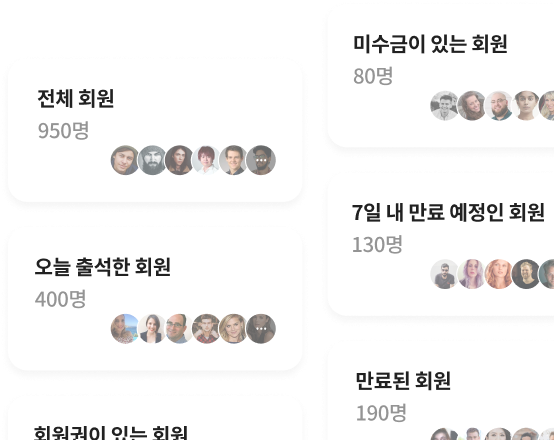 전체 회원
950명
오늘 출석한 회원
400명
회원권이 있는 회원
미수금이 있는 회원
80명
7일 내 만료 예정인 회원
130명
만료된 회원
190명